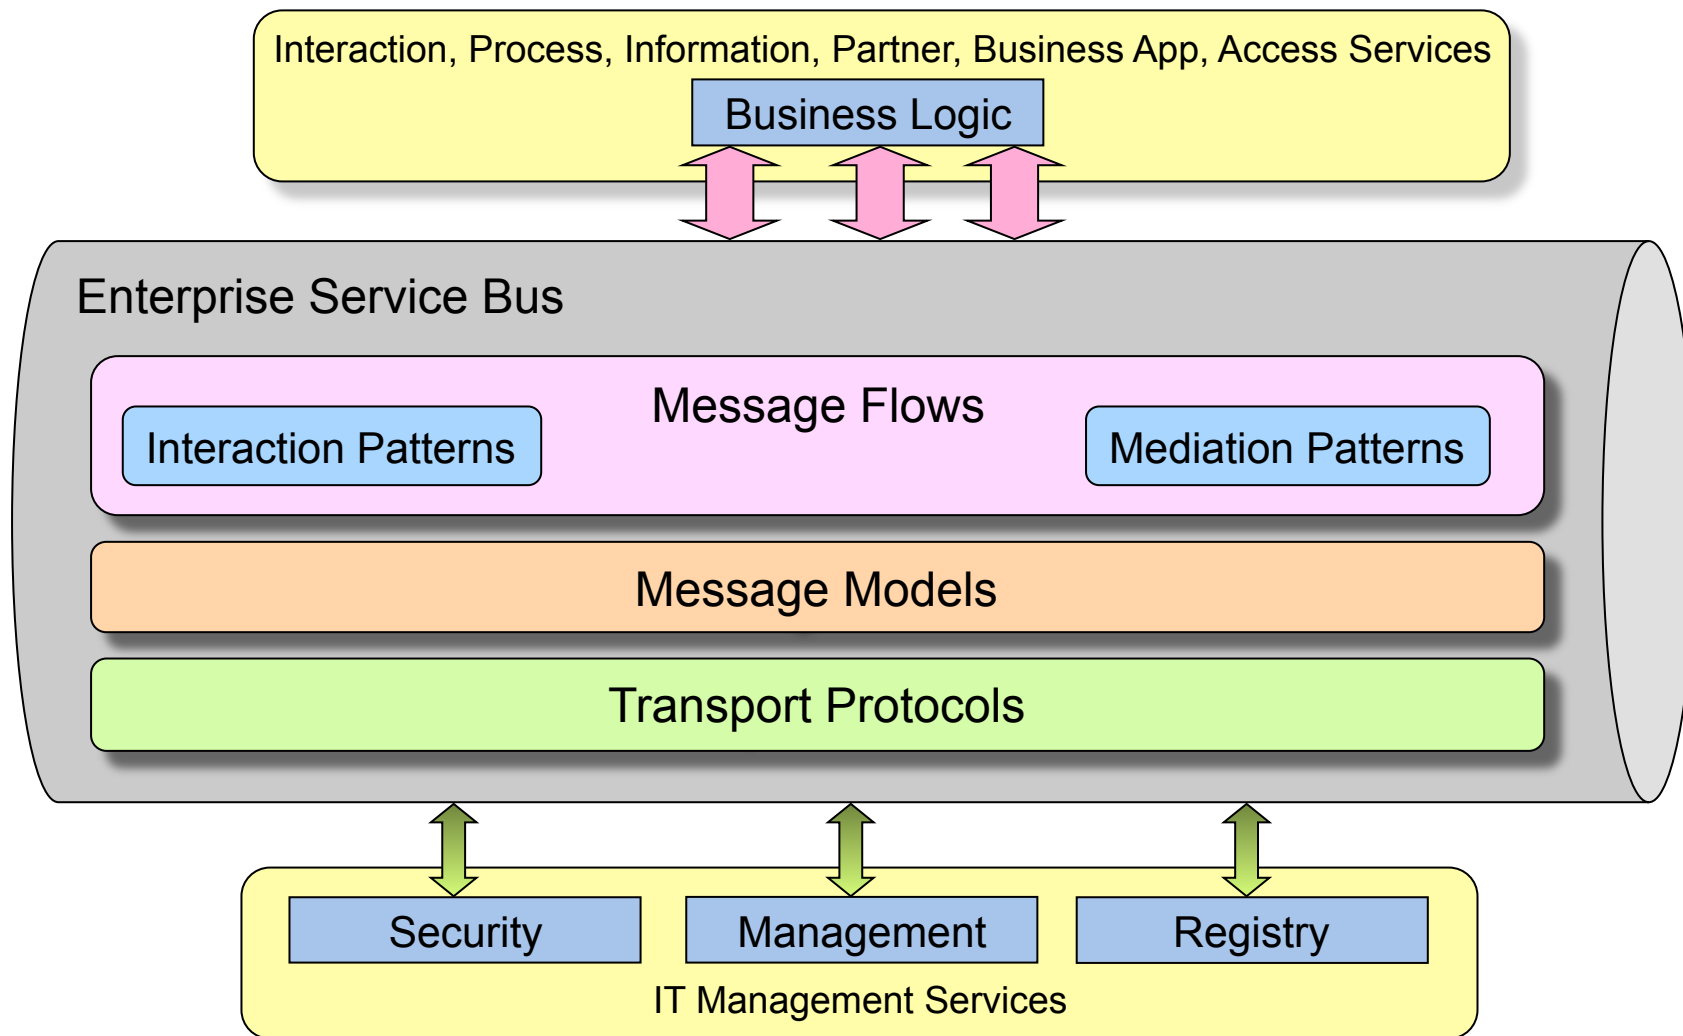 Interaction, Process, Information, Partner, Business App, Access Services
Business Logic
Enterprise Service Bus
Message Flows
Interaction Patterns
Mediation Patterns
Message Models
Transport Protocols
Security
Management
Registry
IT Management Services